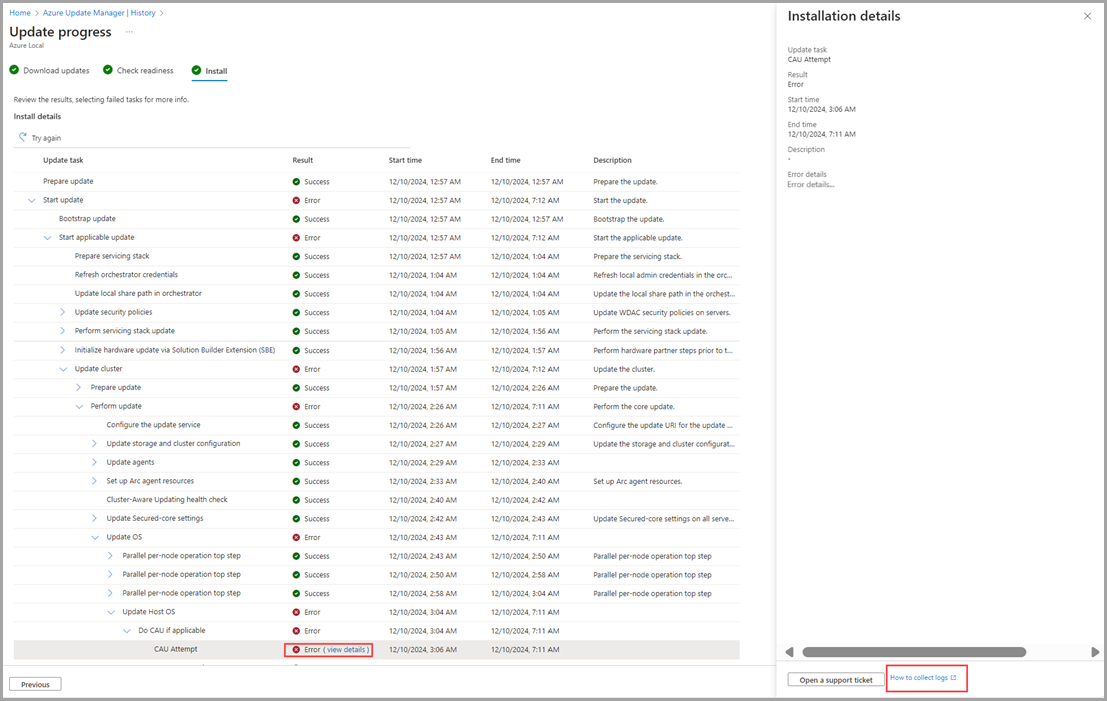 Home > Azure Update Manager | History >
Update progress ...
Azure Local
Download updates Check readiness Install
Review the results, selecting failed tasks for more info.
Install details
Try again
Update task Result Start time End time Description
Prepare update Success 12/10/2024, 12:57 AM 12/10/2024, 12:57 AM Prepare the update.
Start update Error 12/10/2024, 12:57 AM 12/10/2024, 7:12 AM Start the update.
Bootstrap update Success 12/10/2024, 12:57 AM 12/10/2024, 12:57 AM Bootstrap the update.
Start applicable update Error 12/10/2024, 12:57 AM 12/10/2024, 7:12 AM Start the applicable update.
Prepare servicing stack Success 12/10/2024, 12:57 AM 12/10/2024, 1:04 AM Prepare the servicing stack.
Refresh orchestrator credentials Success 12/10/2024, 1:04 AM 12/10/2024, 1:04 AM Refresh local admin credentials in the orc...
Update local share path in orchestrator Success 12/10/2024, 1:04 AM 12/10/2024, 1:04 AM Update the local share path in the orchest...
Update security policies Success 12/10/2024, 1:04 AM 12/10/2024, 1:05 AM Update WDAC security policies on servers.
Perform servicing stack update Success 12/10/2024, 1:05 AM 12/10/2024, 1:56 AM Perform the servicing stack update.
Initialize hardware update via Solution Builder Extension (SBE) Success 12/10/2024, 1:56 AM 12/10/2024, 1:57 AM Perform hardware partner steps prior to t...
Update cluster Error 12/10/2024, 1:57 AM 12/10/2024, 7:12 AM Update the cluster.
Prepare update Success 12/10/2024, 1:57 AM 12/10/2024, 2:26 AM Prepare the update.
Perform update Error 12/10/2024, 2:26 AM 12/10/2024, 7:11 AM Perform the core update.
Configure the update service Success 12/10/2024, 2:26 AM 12/10/2024, 2:27 AM Configure the update URI for the update ...
Update storage and cluster configuration Success 12/10/2024, 2:27 AM 12/10/2024, 2:29 AM Update the storage and cluster configurat...
Update agents Success 12/10/2024, 2:29 AM 12/10/2024, 2:33 AM
Set up Arc agent resources Success 12/10/2024, 2:33 AM 12/10/2024, 2:40 AM Set up Arc agent resources.
Cluster-Aware Updating health check Success 12/10/2024, 2:40 AM 12/10/2024, 2:42 AM
Update Secured-core settings Success 12/10/2024, 2:42 AM 12/10/2024, 2:43 AM Update Secured-core settings on all serve...
Update OS Error 12/10/2024, 2:43 AM 12/10/2024, 7:11 AM
Parallel per-node operation top step Success 12/10/2024, 2:43 AM 12/10/2024, 2:50 AM Parallel per-node operation top step
Parallel per-node operation top step Success 12/10/2024, 2:50 AM 12/10/2024, 2:58 AM Parallel per-node operation top step
Parallel per-node operation top step Success 12/10/2024, 2:58 AM 12/10/2024, 3:04 AM Parallel per-node operation top step
Update Host OS Error 12/10/2024, 3:04 AM 12/10/2024, 7:11 AM
Do CAU if applicable Error 12/10/2024, 3:04 AM 12/10/2024, 7:11 AM
CAU Attempt Error ( view details ) 12/10/2024, 3:06 AM 12/10/2024, 7:11 AM
Previous
Installation details
Update task
CAU Attempt
Result
Error
Start time
12/10/2024, 3:06 AM
End time
12/10/2024, 7:11 AM
Description
-
Error details
Error details...
Open a support ticket How to collect logs